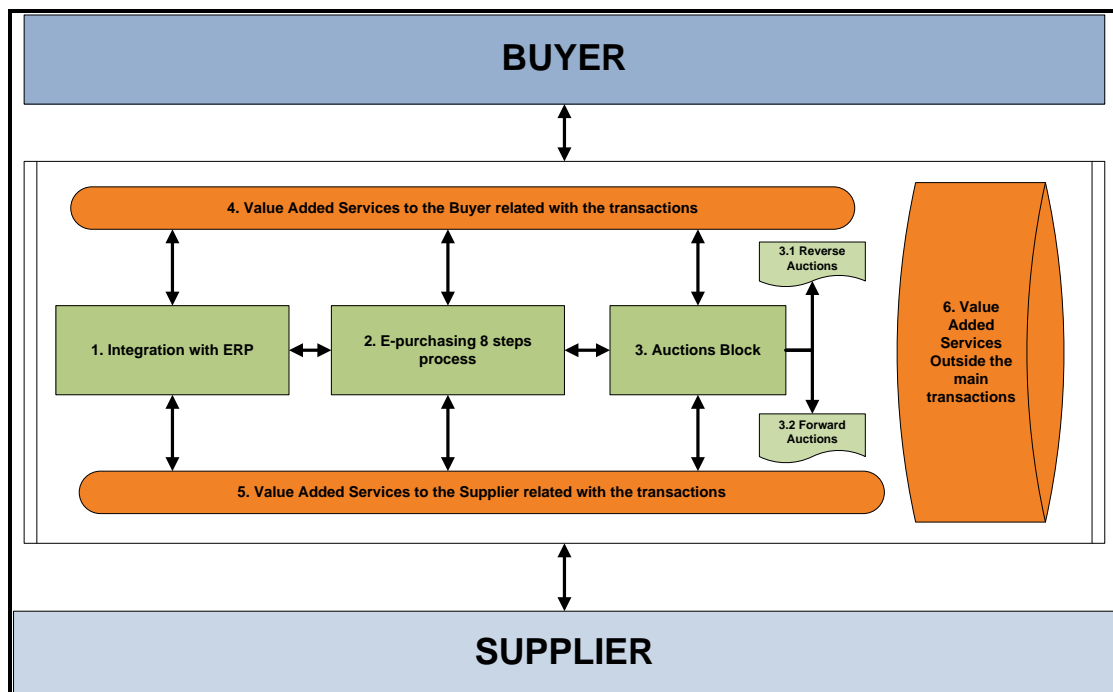 BUYER
4. Value Added Services to the Buyer related with the transactions
3.1 Reverse
Auctions
1. Integration with ERP
2. E-purchasing 8 steps
process
3. Auctions Block
6. Value
Added
Services
Outside the
main
transactions
3.2 Forward
Auctions
5. Value Added Services to the Supplier related with the transactions
SUPPLIER